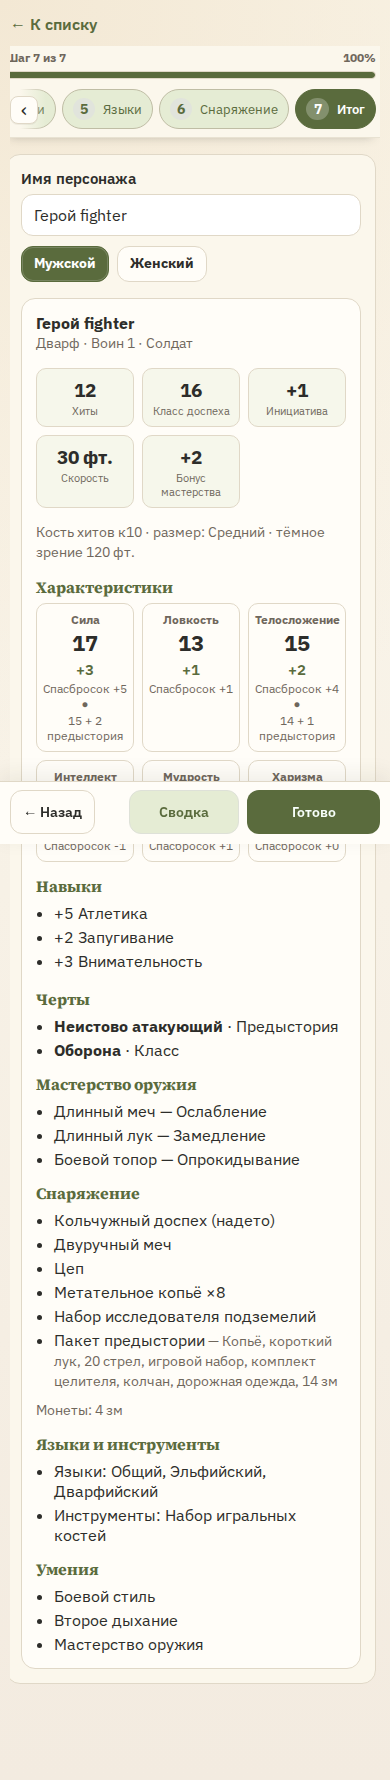 ← К списку
Шаг 7 из 7
100%
и
5 Языки
6 Снаряжение
7 Итог
Имя персонажа
Герой fighter
Мужской
Женский
Герой fighter
Дварф · Воин 1 · Солдат
12
16
+1
Хиты
Класс доспеха
Инициатива
30 фт.
+2
Скорость
Бонус
мастерства
Кость хитов к10 · размер: Средний · тёмное
зрение 120 фт.
Характеристики
Сила
Ловкость
Телосложение
17
13
15
+3
+1
+2
Спасбросок +5
Спасбросок +1
Спасбросок +4
●
●
15 + 2
14 + 1
предыстория
предыстория
Интеллект
Мудрость
Харизма
← Назад
Сводка
Готово
Спасбросок -1
Спасбросок +1
Спасбросок +0
Навыки
• +5 Атлетика
• +2 Запугивание
• +3 Внимательность
Черты
• Неистово атакующий · Предыстория
• Оборона · Класс
Мастерство оружия
• Длинный меч — Ослабление
• Длинный лук — Замедление
• Боевой топор — Опрокидывание
Снаряжение
• Кольчужный доспех (надето)
• Двуручный меч
• Цеп
• Метательное копьё ×8
• Набор исследователя подземелий
• Пакет предыстории — Копьё, короткий
лук, 20 стрел, игровой набор, комплект
целителя, колчан, дорожная одежда, 14 зм
Монеты: 4 зм
Языки и инструменты
• Языки: Общий, Эльфийский,
Дварфийский
• Инструменты: Набор игральных
костей
Умения
• Боевой стиль
• Второе дыхание
• Мастерство оружия